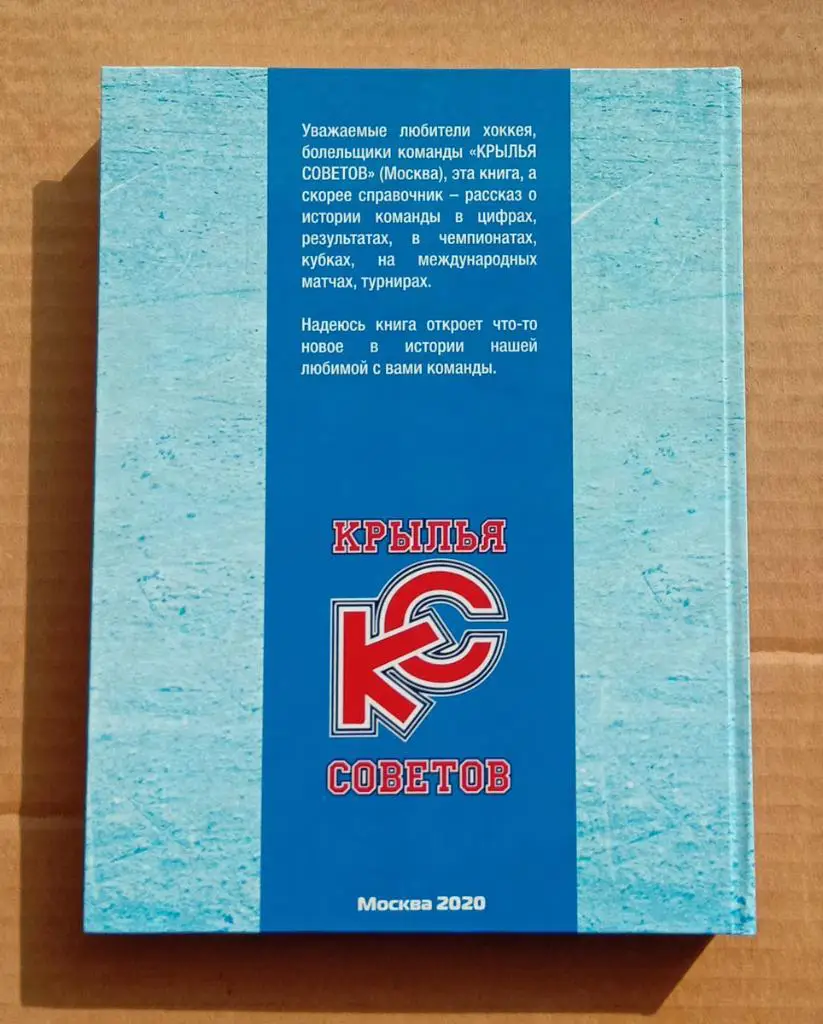 Уважаемые любители хоккея,
болельщики команды «КРЫЛЬЯ
СОВЕТОВ» (Москва), эта книга, а
скорее справочник – рассказ о
истории команды в цифрах,
результатах, в чемпионатах,
кубках, на международных
матчах, турнирах.
Надеюсь книга откроет что-то
новое в истории нашей
любимой с вами команды.
КРЫЛЬЯ
КС
СОВЕТОВ
Москва 2020